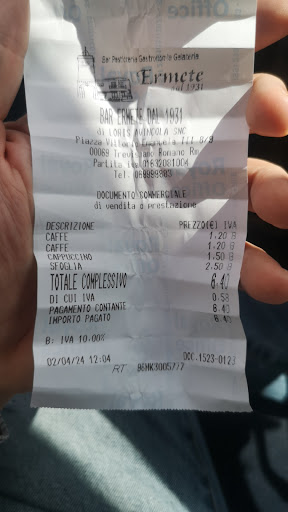 Bar Pasticceria Gastronomia Gelateria
Ermete
dal 1931
BAR ERMETE DAL 1931
di LORIS AVINCOLA SNC
Piazza Vittorio Emanuele III 8/9
00069 Trevignano Romano Rm
Partita
DOCUMENTO COMMERCIALE
di vendita o prestazione
DESCRIZIONE PREZZO(€) IVA
CAFFE 1.20 B
CAFFE 1.20 B
CAPPUCCINO 1.50 B
SFOGLIA 2.50 B
TOTALE COMPLESSIVO 6.40
DI CUI IVA 0.58
PAGAMENTO CONTANTE 6.40
IMPORTO PAGATO 6.40
B: IVA 10.00%
02/04/24 12:04 DOC.1523-0123
RT